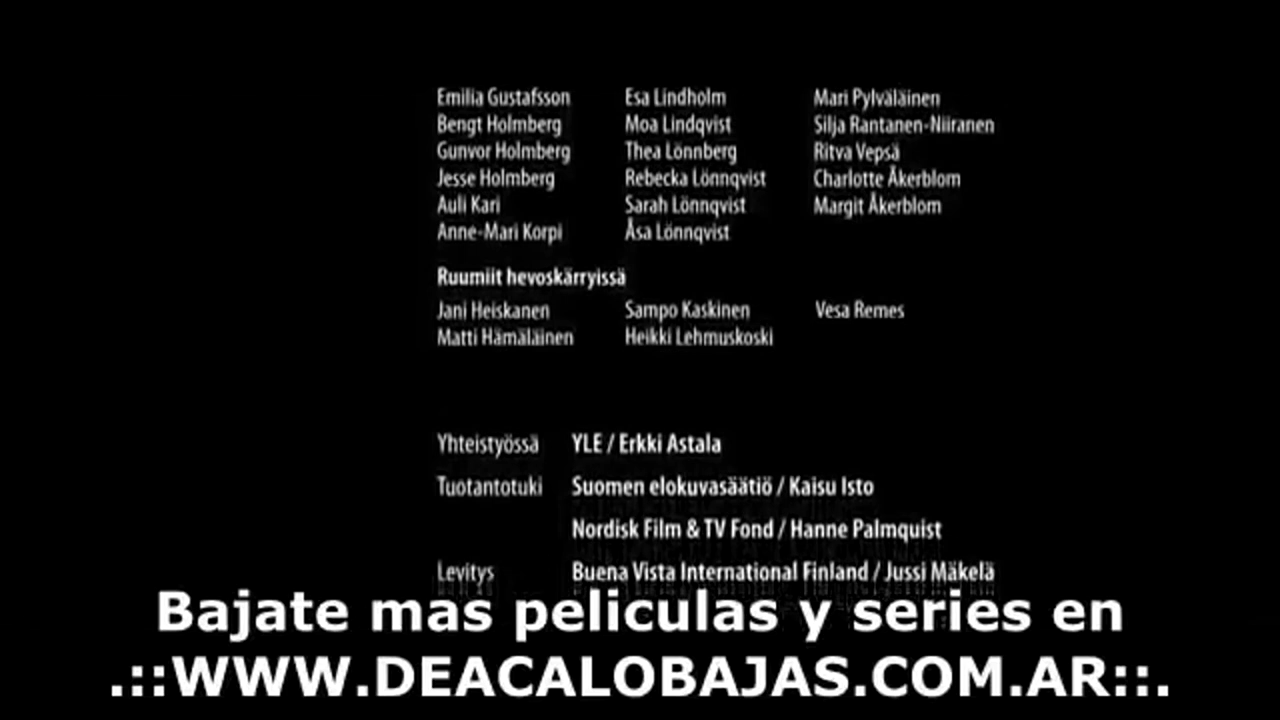 Emilia Gustafsson Esa Lindholm Mari Pylväläinen
Bengt Holmberg Moa Lindqvist Silja Rantanen-Niiranen
Gunvor Holmberg Thea Lönnberg Ritva Vepsä
Jesse Holmberg Rebecka Lönnqvist Charlotte Åkerblom
Auli Kari Sarah Lönnqvist Margit Åkerblom
Anne-Mari Korpi Åsa Lönnqvist
Ruumiit hevoskärryissä
Jani Heiskanen Sampo Kaskinen Vesa Remes
Matti Hämäläinen Heikki Lehmuskoski
Yhteistyössä YLE / Erkki Astala
Tuotantotuki Suomen elokuvasäätiö / Kaisu Isto
Nordisk Film & TV Fond / Hanne Palmquist
Levitys Buena Vista International Finland / Jussi Mäkelä
Bajate mas peliculas y series en
.::WWW.DEACALOBAJAS.COM.AR::.